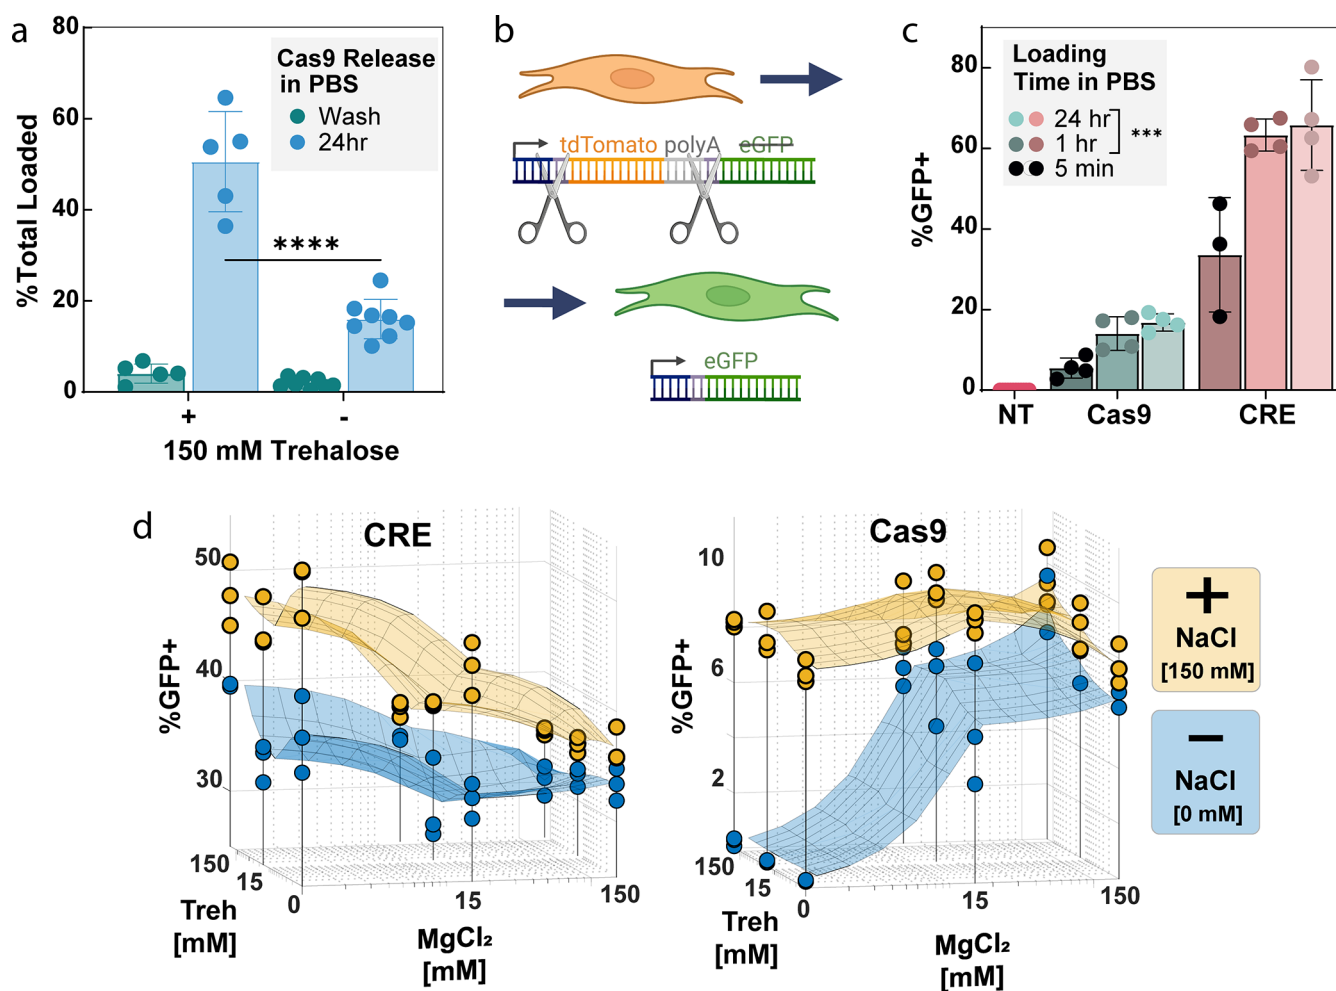 a
80
60
40
20
0
%Total Loaded
Cas9 Release
in PBS
Wash
24hr
****
+
-
150 mM Trehalose
b
tdTomato polyA eGFP
eGFP
c
80
60
40
20
0
%GFP+
Loading
Time in PBS
24 hr
1 hr
***
5 min
NT
Cas9
CRE
d
CRE
50
40
30
%GFP+
150
15
0
Treh
[mM]
15
150
MgCl₂
[mM]
Cas9
10
6
2
%GFP+
150
15
0
Treh
[mM]
15
150
MgCl₂
[mM]
+
NaCl
[150 mM]
−
NaCl
[0 mM]